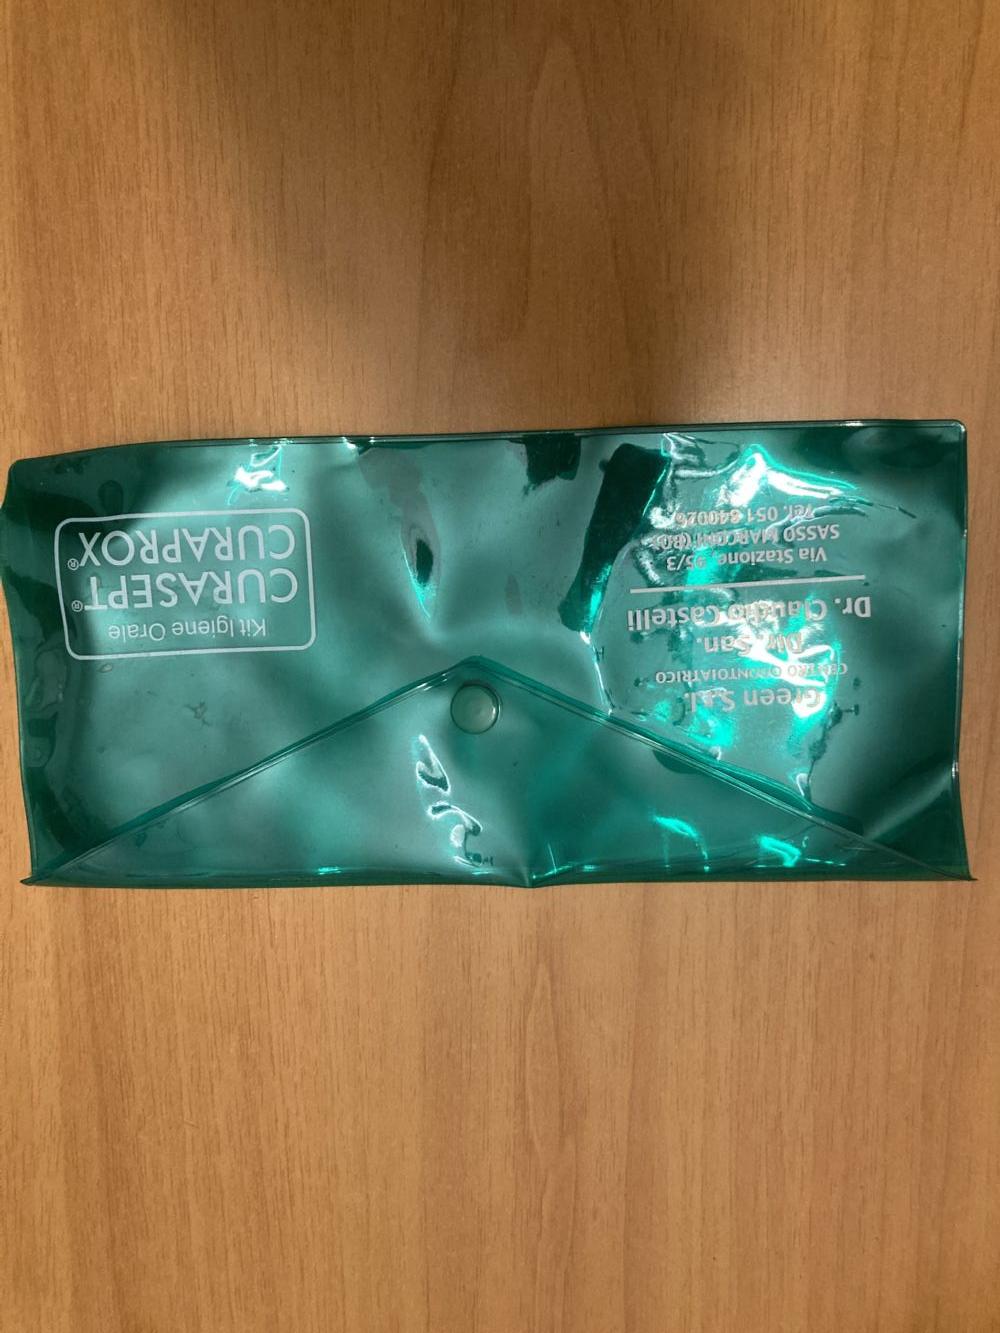 Green S.r.l.
CENTRO ODONTOIATRICO
Dir. San.
Dr. Claudio Castelli
Via Stazione, 95/3
SASSO MARCONI (BO)
Tel. 051 840026
Kit Igiene Orale
CURASEPT®
CURAPROX®